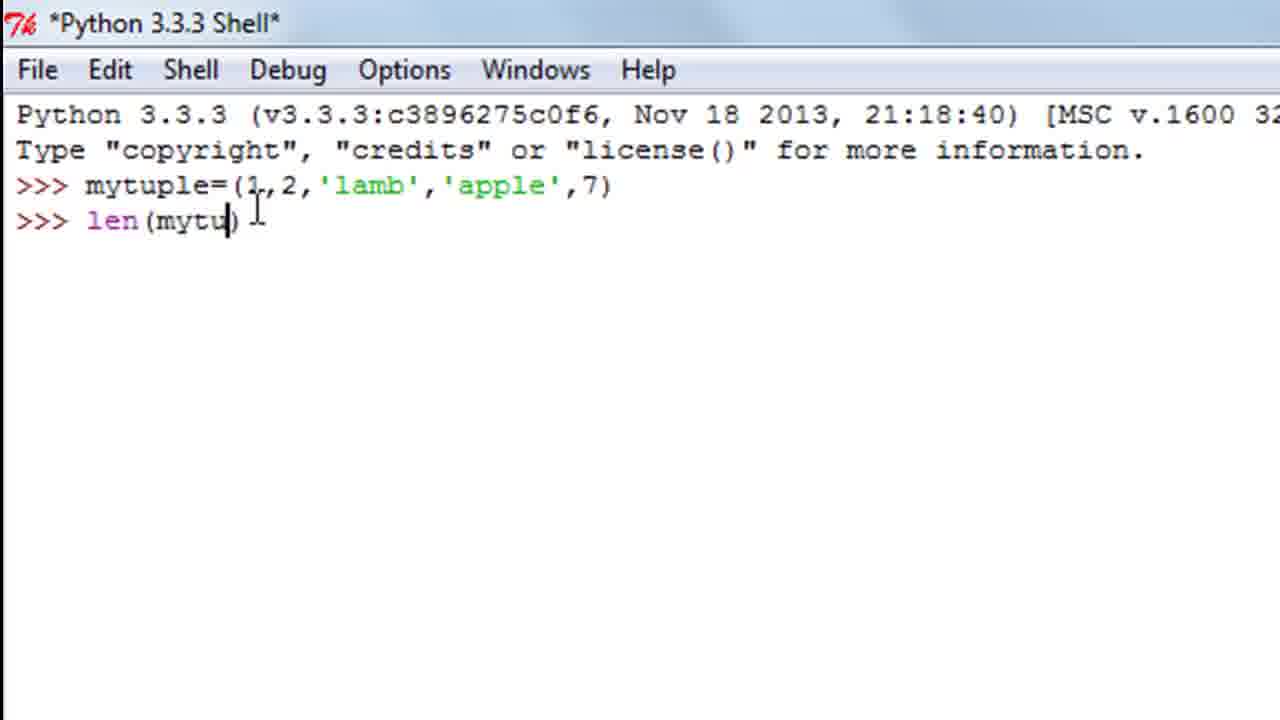 *Python 3.3.3 Shell*
File Edit Shell Debug Options Windows Help
Python 3.3.3 (v3.3.3:c3896275c0f6, Nov 18 2013, 21:18:40) [MSC v.1600 32
Type "copyright", "credits" or "license()" for more information.
>>> mytuple=(1,2,'lamb','apple',7)
>>> len(mytu)